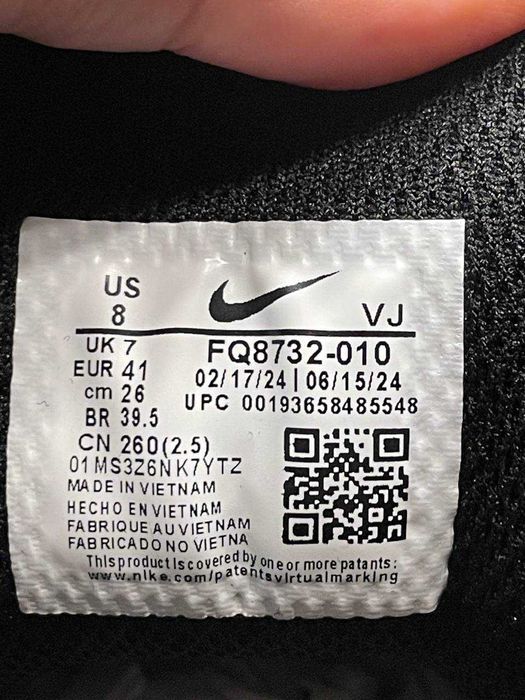 US
8
VJ
UK 7
EUR 41
cm 26
BR 39.5
CN 260(2.5)
FQ8732-010
02/17/24 | 06/15/24
UPC 00193658485548
01MS3Z6NK7YTZ
MADE IN VIETNAM
HECHO EN VIETNAM
FABRIQUE AU VIETNAM
FABRICADO NO VIETNA
This product is covered by one or more patants:
www.nike.com/patentsvirtualmarking